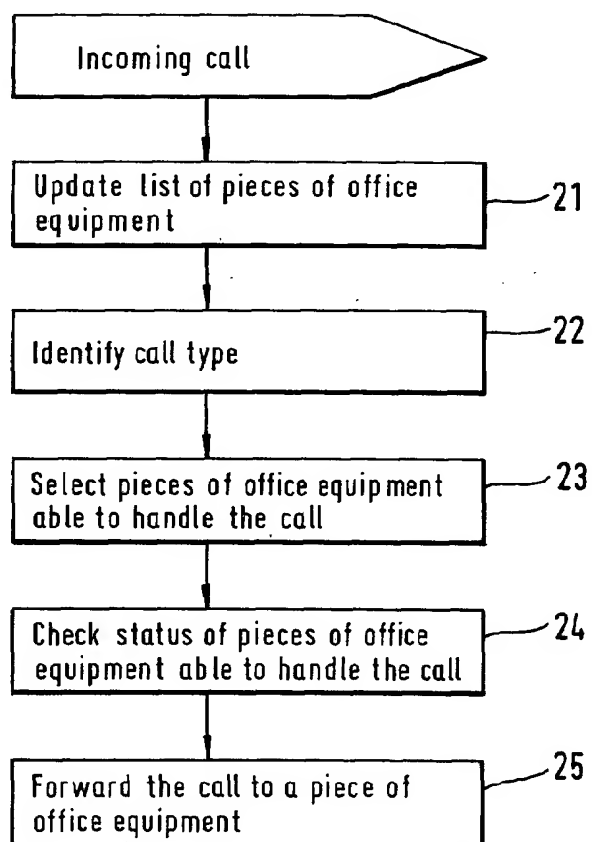 Incoming call
Update list of pieces of office
equipment
21
Identify call type
22
Select pieces of office equipment
able to handle the call
23
Check status of pieces of office
equipment able to handle the call
24
Forward the call to a piece of
office equipment
25